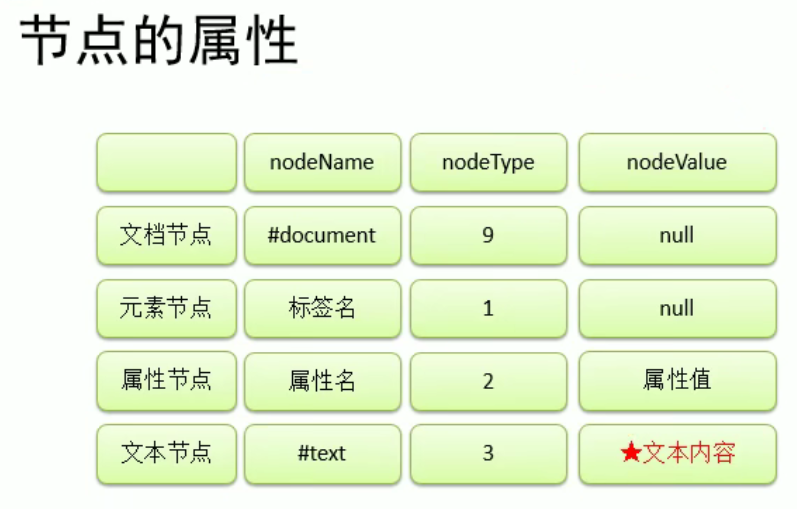 节点的属性
nodeName nodeType nodeValue
文档节点 #document 9 null
元素节点 标签名 1 null
属性节点 属性名 2 属性值
文本节点 #text 3 ★文本内容